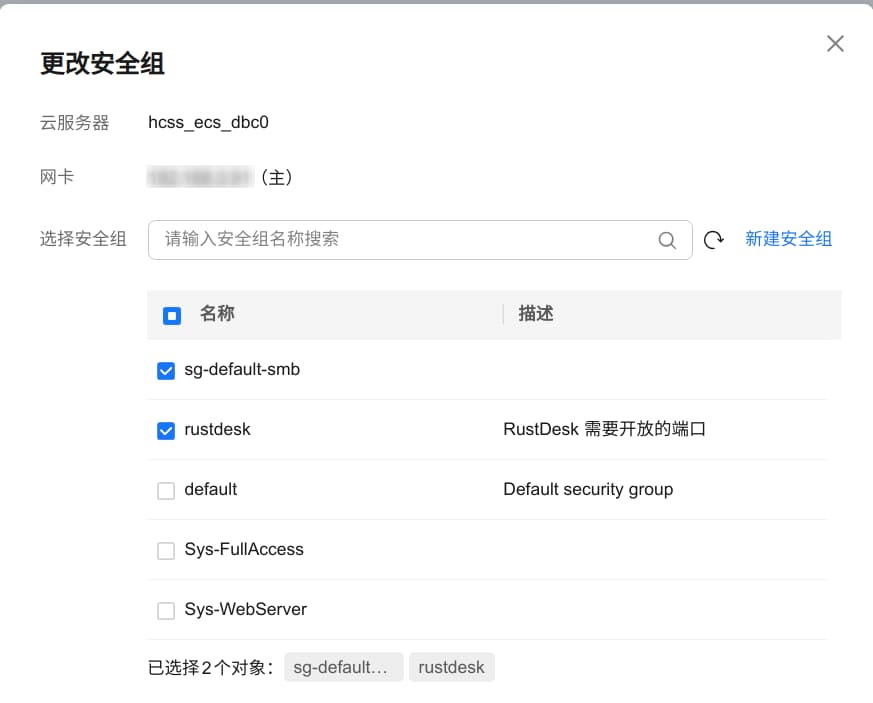 更改安全组
云服务器 hcss_ecs_dbc0
网卡 （主）
选择安全组 请输入安全组名称搜索 新建安全组
名称 描述
sg-default-smb
rustdesk RustDesk 需要开放的端口
default Default security group
Sys-FullAccess
Sys-WebServer
已选择2个对象： sg-default… rustdesk